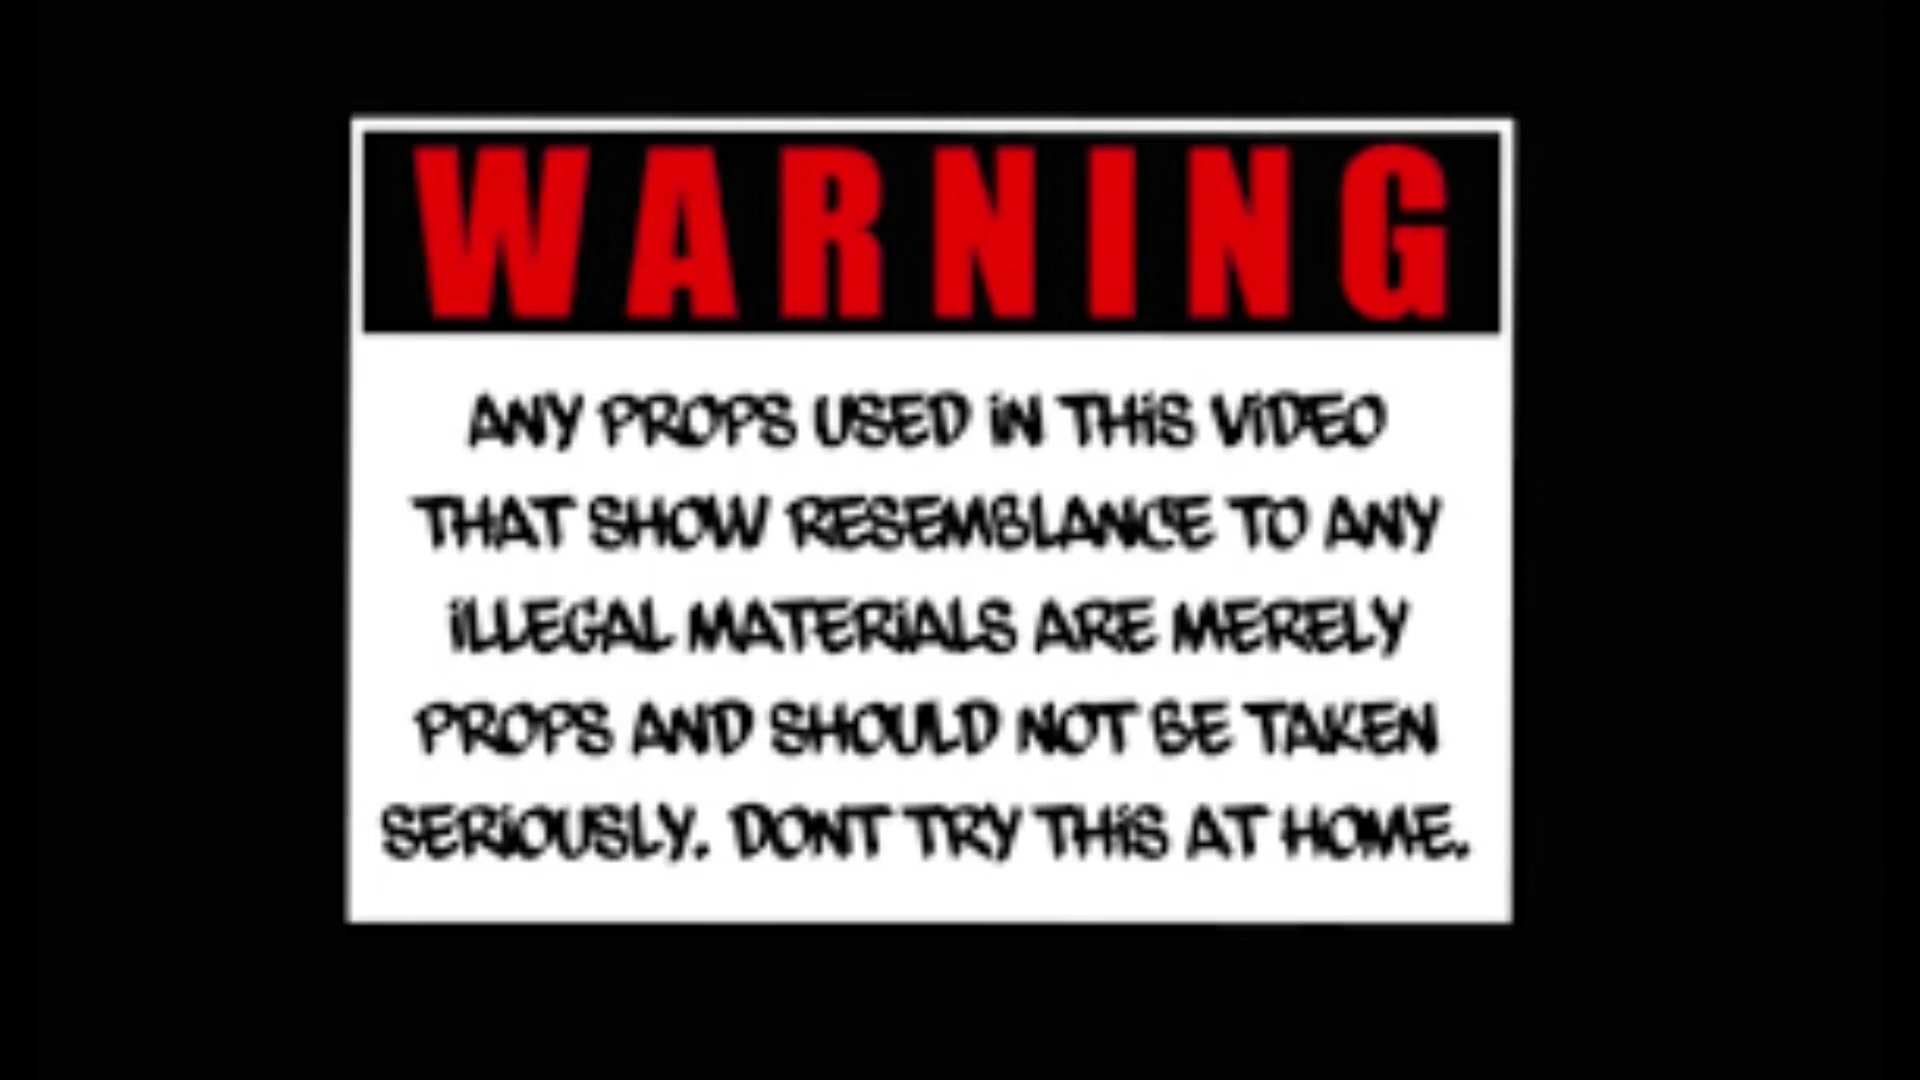 WARNING
ANY PROPS USED iN THiS ViDEO
THAT SHOW RESEMBLANCE TO ANY
iLLEGAL MATERiALS ARE MERELY
PROPS AND SHOULD NOT BE TAKEN
SERiOUSLY. DONT TRY THiS AT HOME.